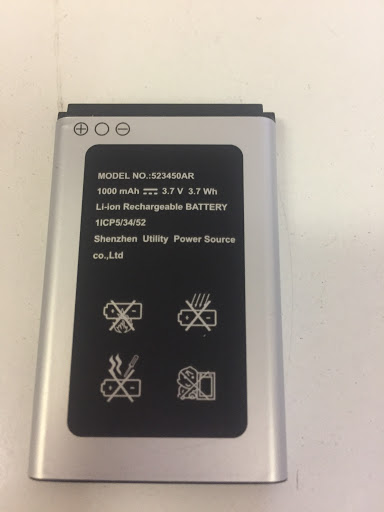 MODEL NO.:523450AR
1000 mAh ⎓ 3.7 V 3.7 Wh
Li-ion Rechargeable BATTERY
1ICP5/34/52
Shenzhen Utility Power Source
co.,Ltd